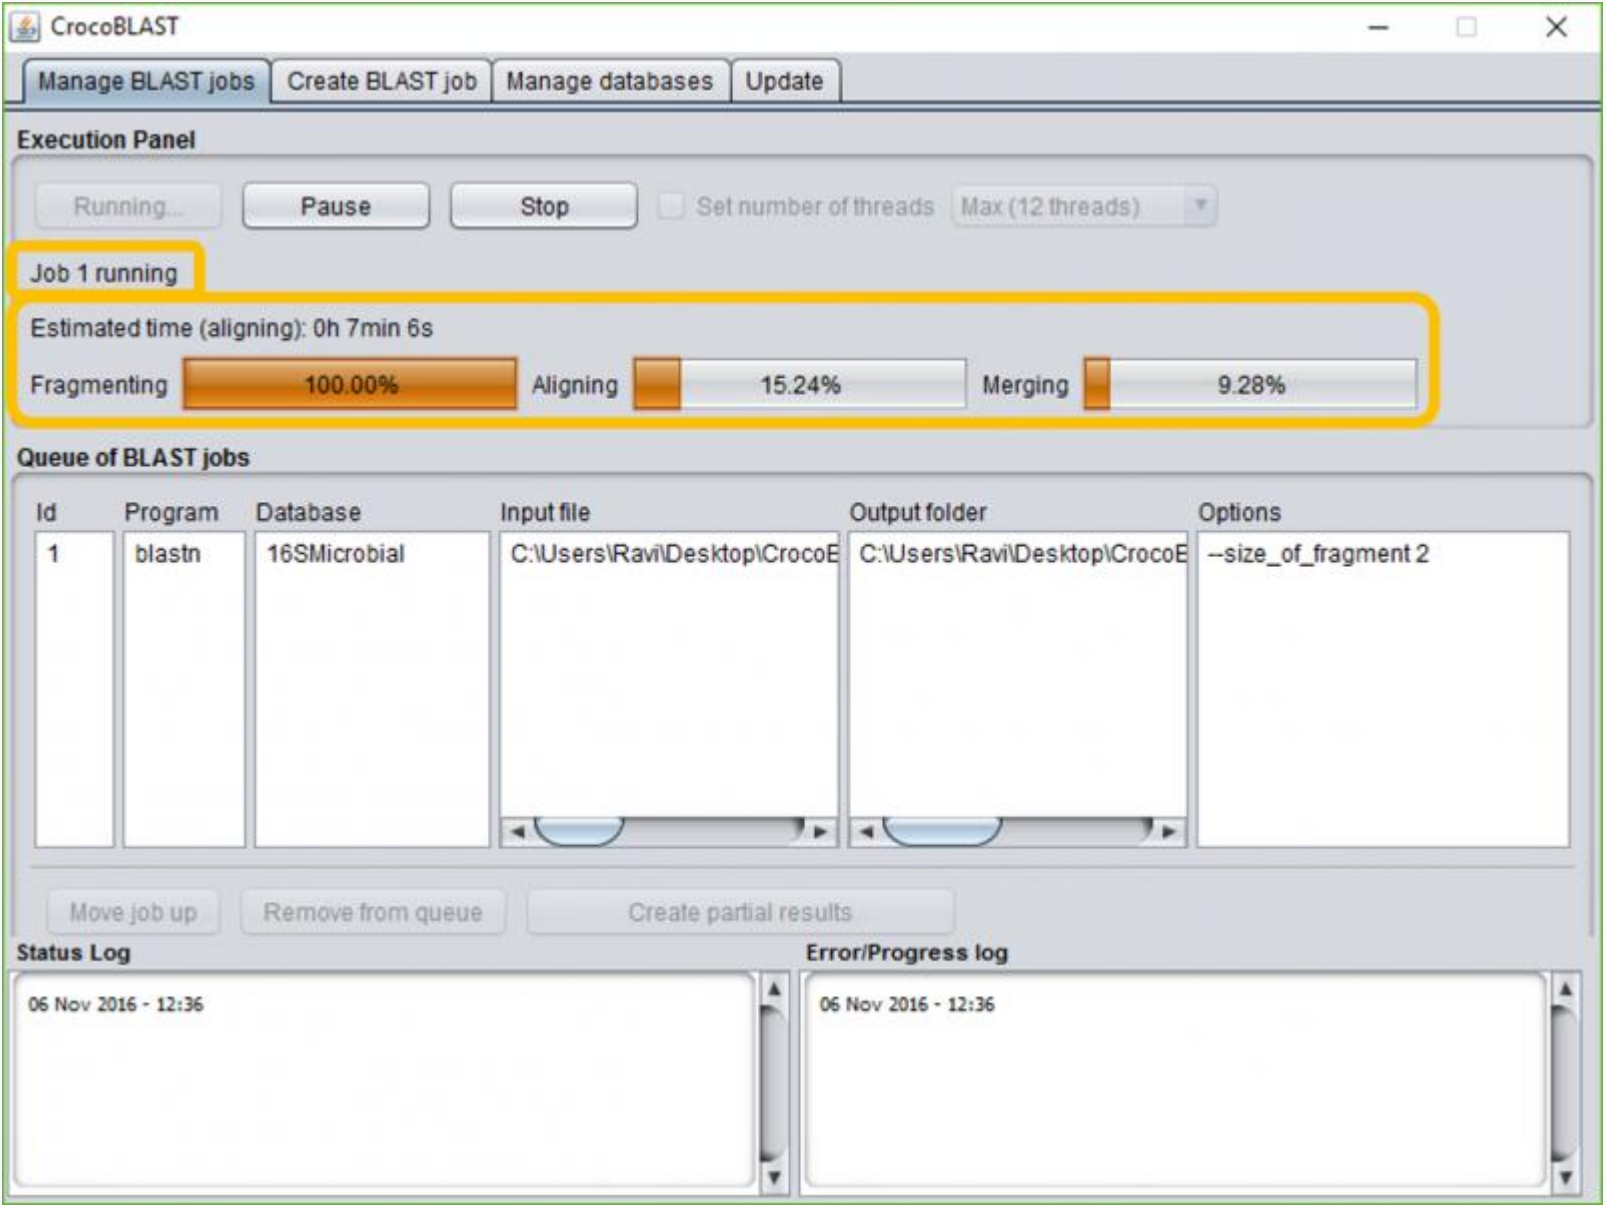 CrocoBLAST
Manage BLAST jobs Create BLAST job Manage databases Update
Execution Panel
Running... Pause Stop Set number of threads Max (12 threads)
Job 1 running
Estimated time (aligning): 0h 7min 6s
Fragmenting 100.00% Aligning 15.24% Merging 9.28%
Queue of BLAST jobs
Id Program Database Input file Output folder Options
1 blastn 16SMicrobial C:\Users\Ravi\Desktop\CrocoE C:\Users\Ravi\Desktop\CrocoE --size_of_fragment 2
Move job up Remove from queue Create partial results
Status Log Error/Progress log
06 Nov 2016 - 12:36 06 Nov 2016 - 12:36